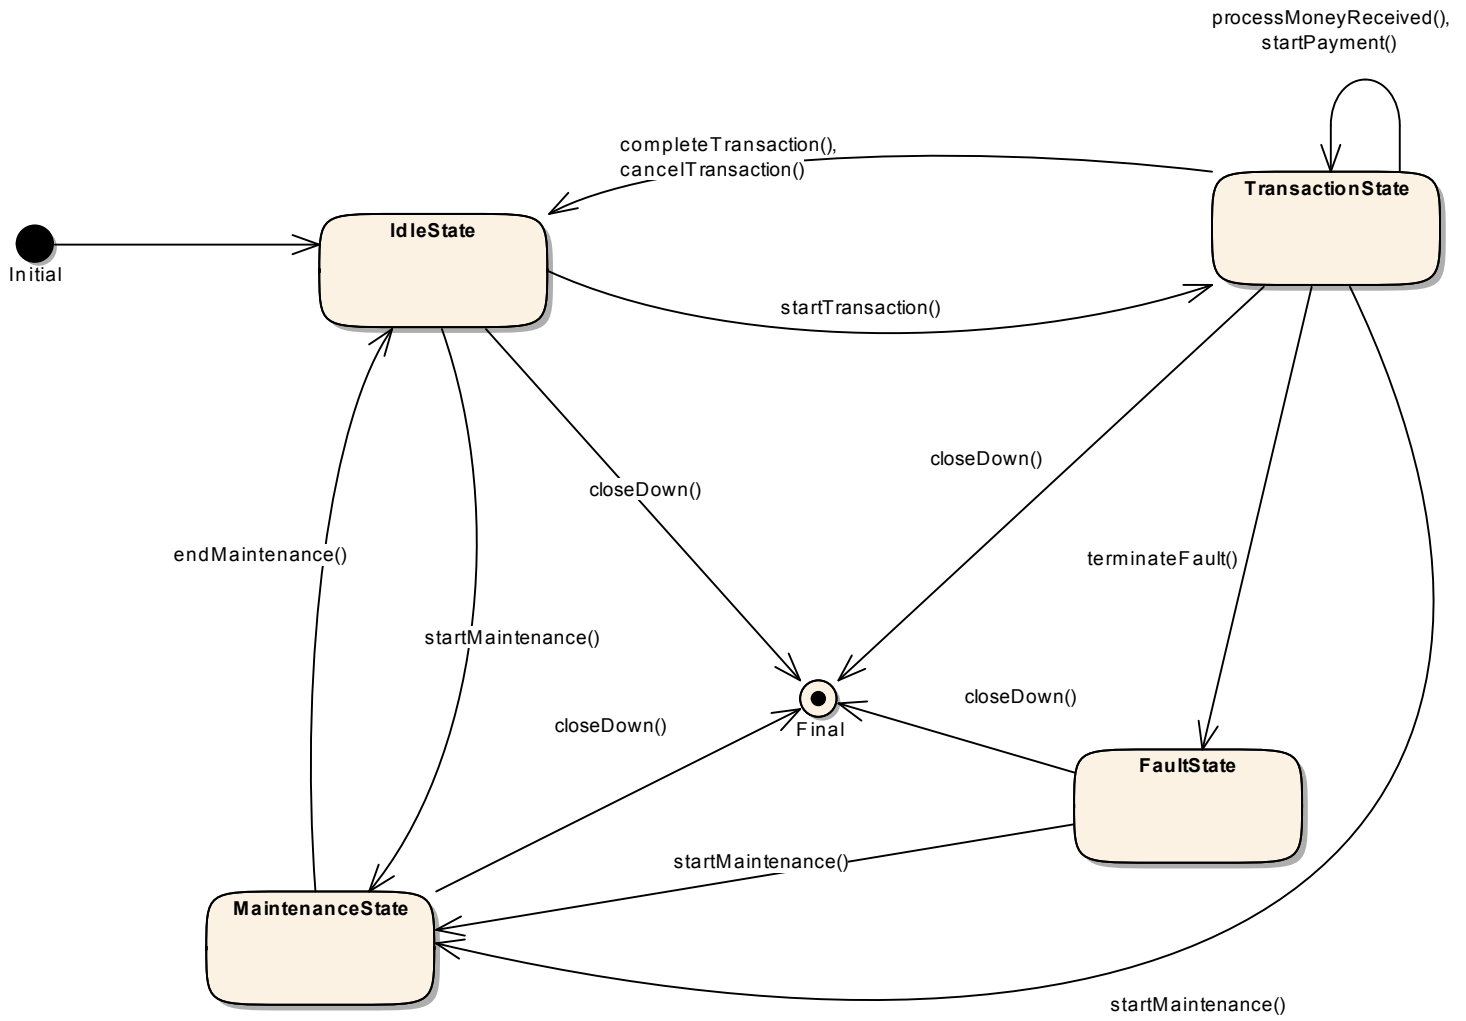 processMoneyReceived(),
startPayment()
completeTransaction(),
cancelTransaction()
TransactionState
IdleState
Initial
startTransaction()
closeDown()
closeDown()
endMaintenance()
terminateFault()
startMaintenance()
closeDown()
closeDown()
Final
FaultState
startMaintenance()
MaintenanceState
startMaintenance()